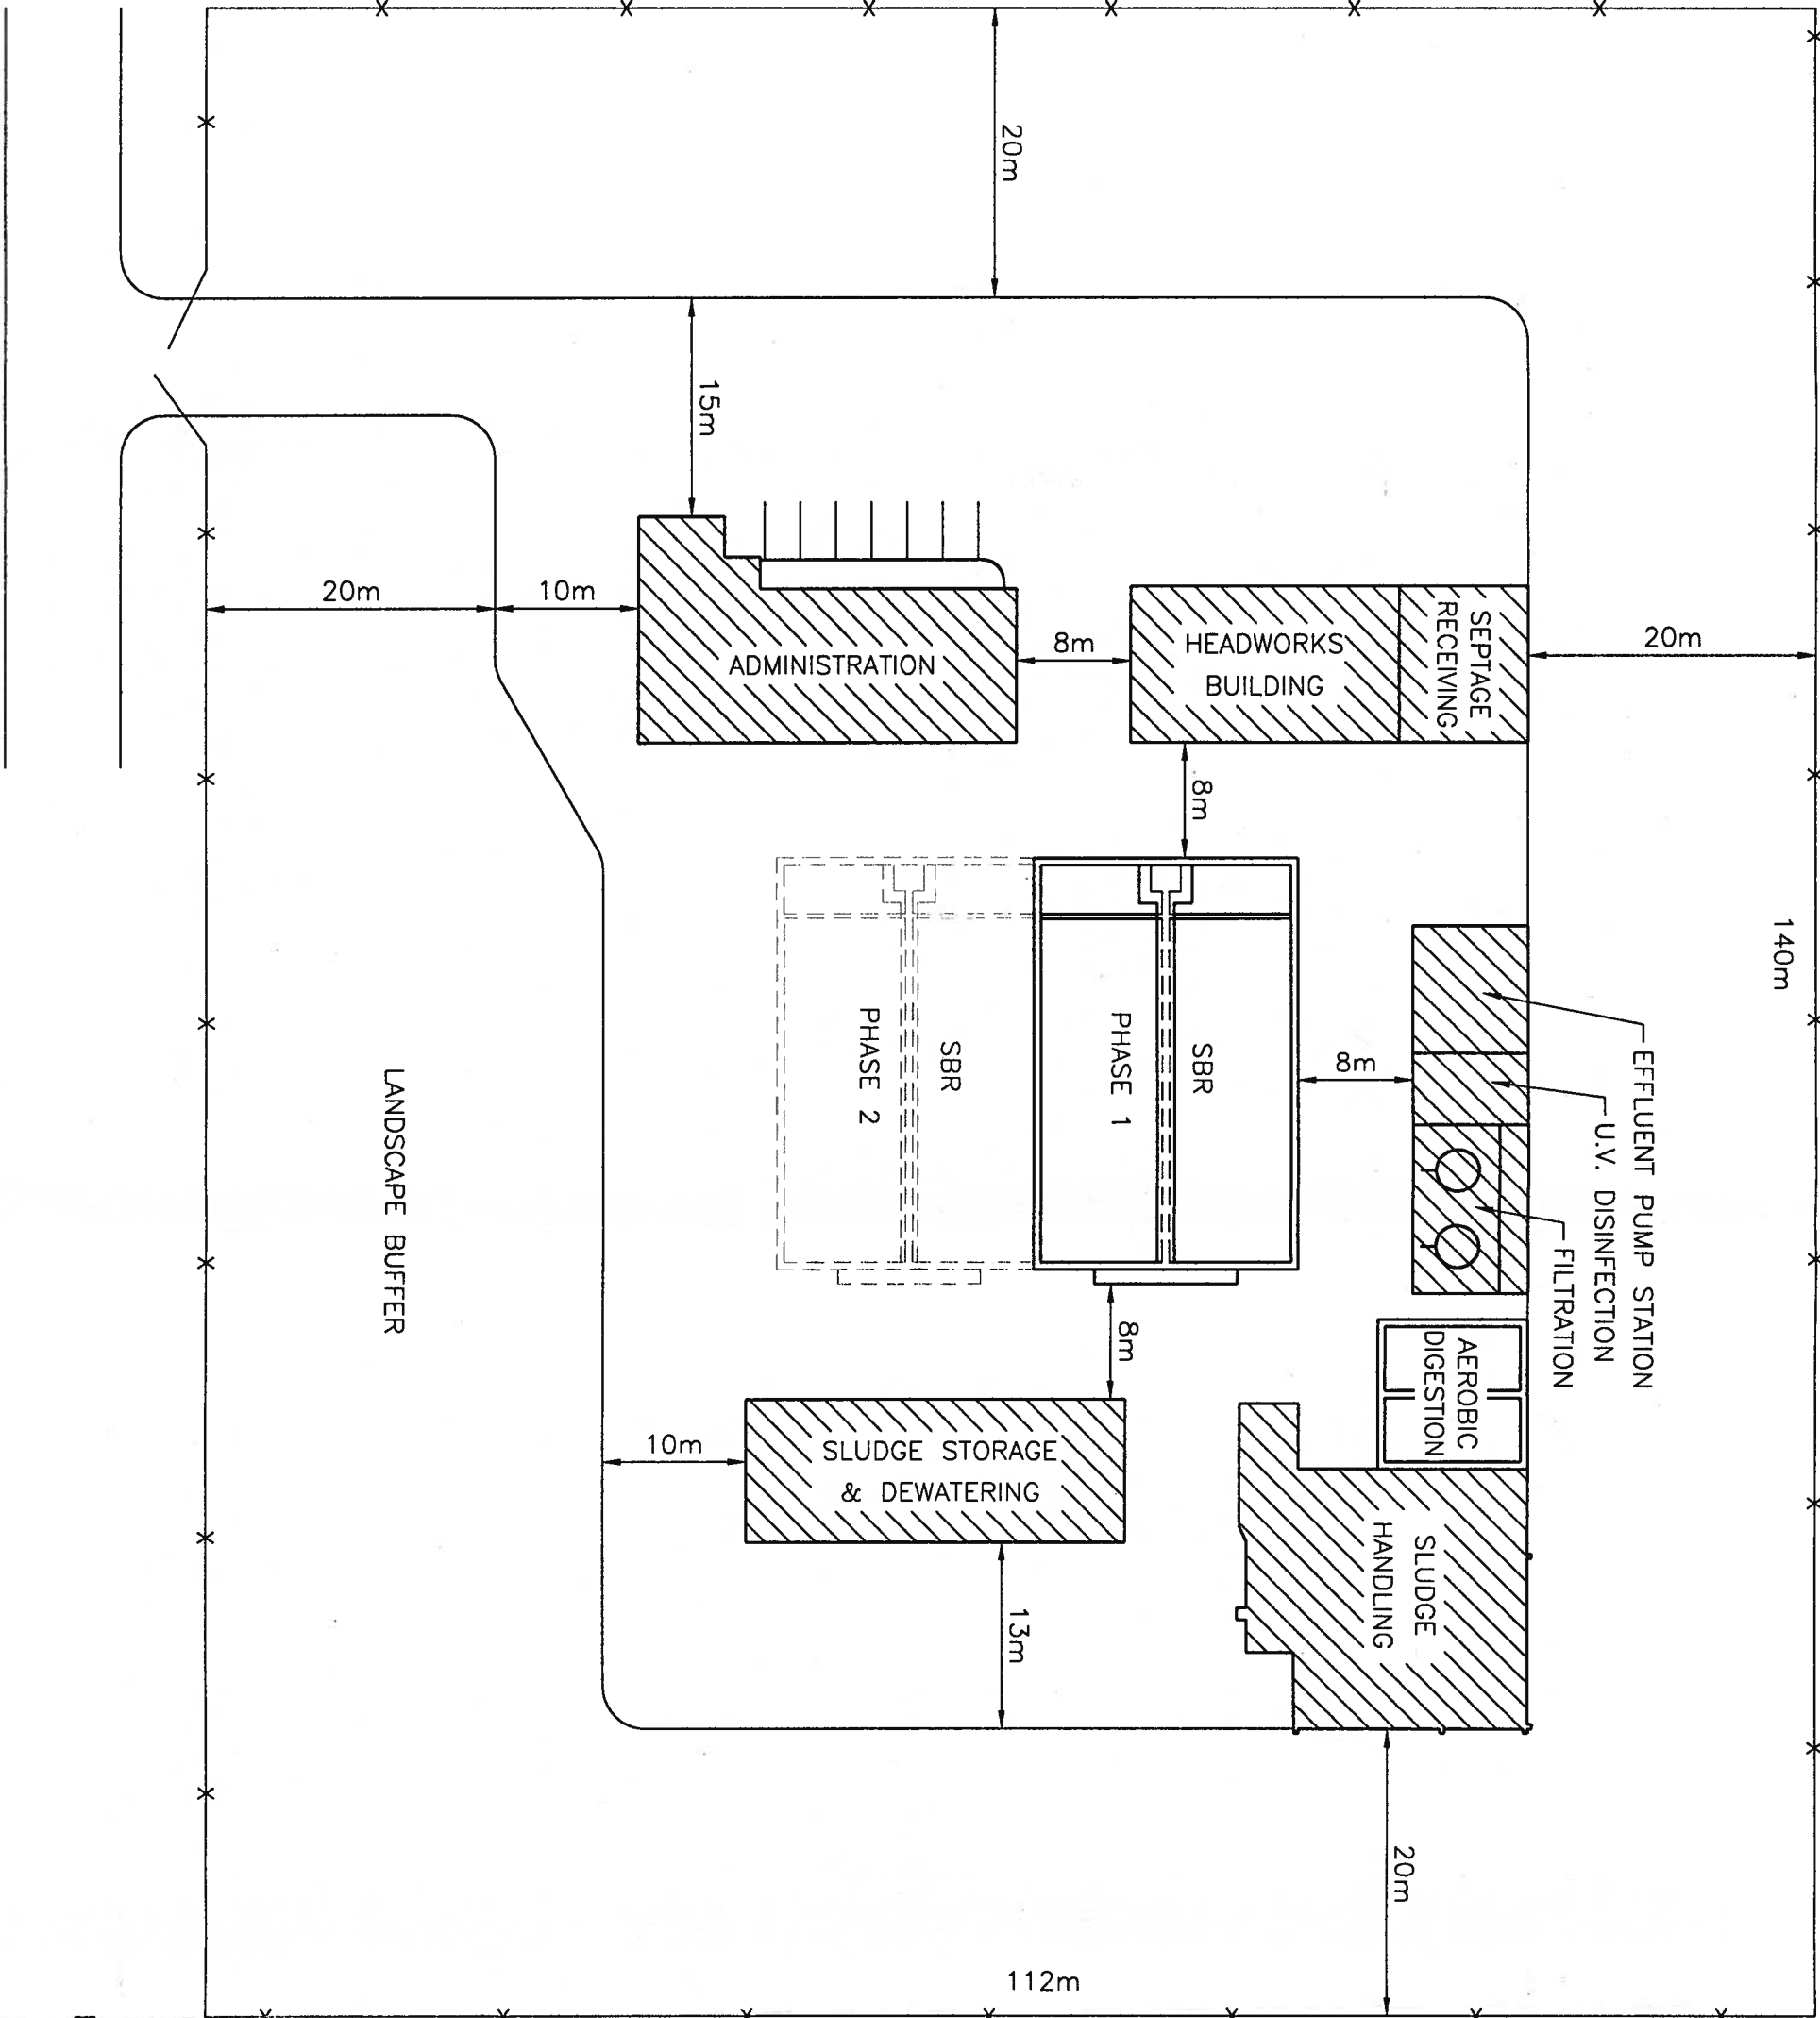 20m
15m
20m
10m
ADMINISTRATION
8m
HEADWORKS
BUILDING
SEPTAGE
RECEIVING
20m
8m
140m
EFFLUENT PUMP STATION
U.V. DISINFECTION
FILTRATION
8m
SBR
PHASE 1
SBR
PHASE 2
LANDSCAPE BUFFER
AEROBIC
DIGESTION
8m
10m
SLUDGE STORAGE
& DEWATERING
SLUDGE
HANDLING
13m
20m
112m